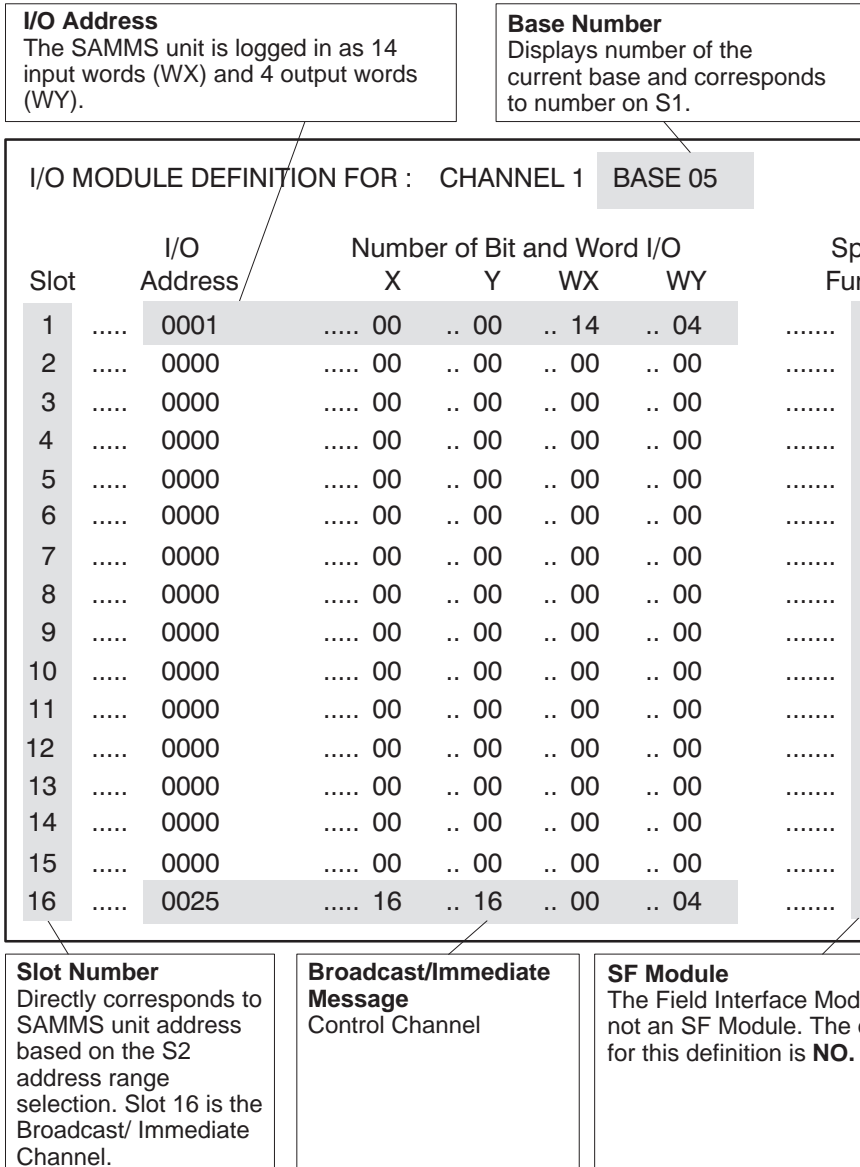 I/O Address
The SAMMS unit is logged in as 14
input words (WX) and 4 output words
(WY).
Base Number
Displays number of the
current base and corresponds
to number on S1.
I/O MODULE DEFINITION FOR : CHANNEL 1 BASE 05
I/O Number of Bit and Word I/O
Slot Address X Y WX WY
1 ..... 0001 ..... 00 .. 00 .. 14 .. 04 .......
2 ..... 0000 ..... 00 .. 00 .. 00 .. 00 .......
3 ..... 0000 ..... 00 .. 00 .. 00 .. 00 .......
4 ..... 0000 ..... 00 .. 00 .. 00 .. 00 .......
5 ..... 0000 ..... 00 .. 00 .. 00 .. 00 .......
6 ..... 0000 ..... 00 .. 00 .. 00 .. 00 .......
7 ..... 0000 ..... 00 .. 00 .. 00 .. 00 .......
8 ..... 0000 ..... 00 .. 00 .. 00 .. 00 .......
9 ..... 0000 ..... 00 .. 00 .. 00 .. 00 .......
10 ..... 0000 ..... 00 .. 00 .. 00 .. 00 .......
11 ..... 0000 ..... 00 .. 00 .. 00 .. 00 .......
12 ..... 0000 ..... 00 .. 00 .. 00 .. 00 .......
13 ..... 0000 ..... 00 .. 00 .. 00 .. 00 .......
14 ..... 0000 ..... 00 .. 00 .. 00 .. 00 .......
15 ..... 0000 ..... 00 .. 00 .. 00 .. 00 .......
16 ..... 0025 ..... 16 .. 16 .. 00 .. 04 .......
Slot Number
Directly corresponds to
SAMMS unit address
based on the S2
address range
selection. Slot 16 is the
Broadcast/ Immediate
Channel.
Broadcast/Immediate
Message
Control Channel
SF Module
The Field Interface
not an SF Module. The
for this definition is NO.